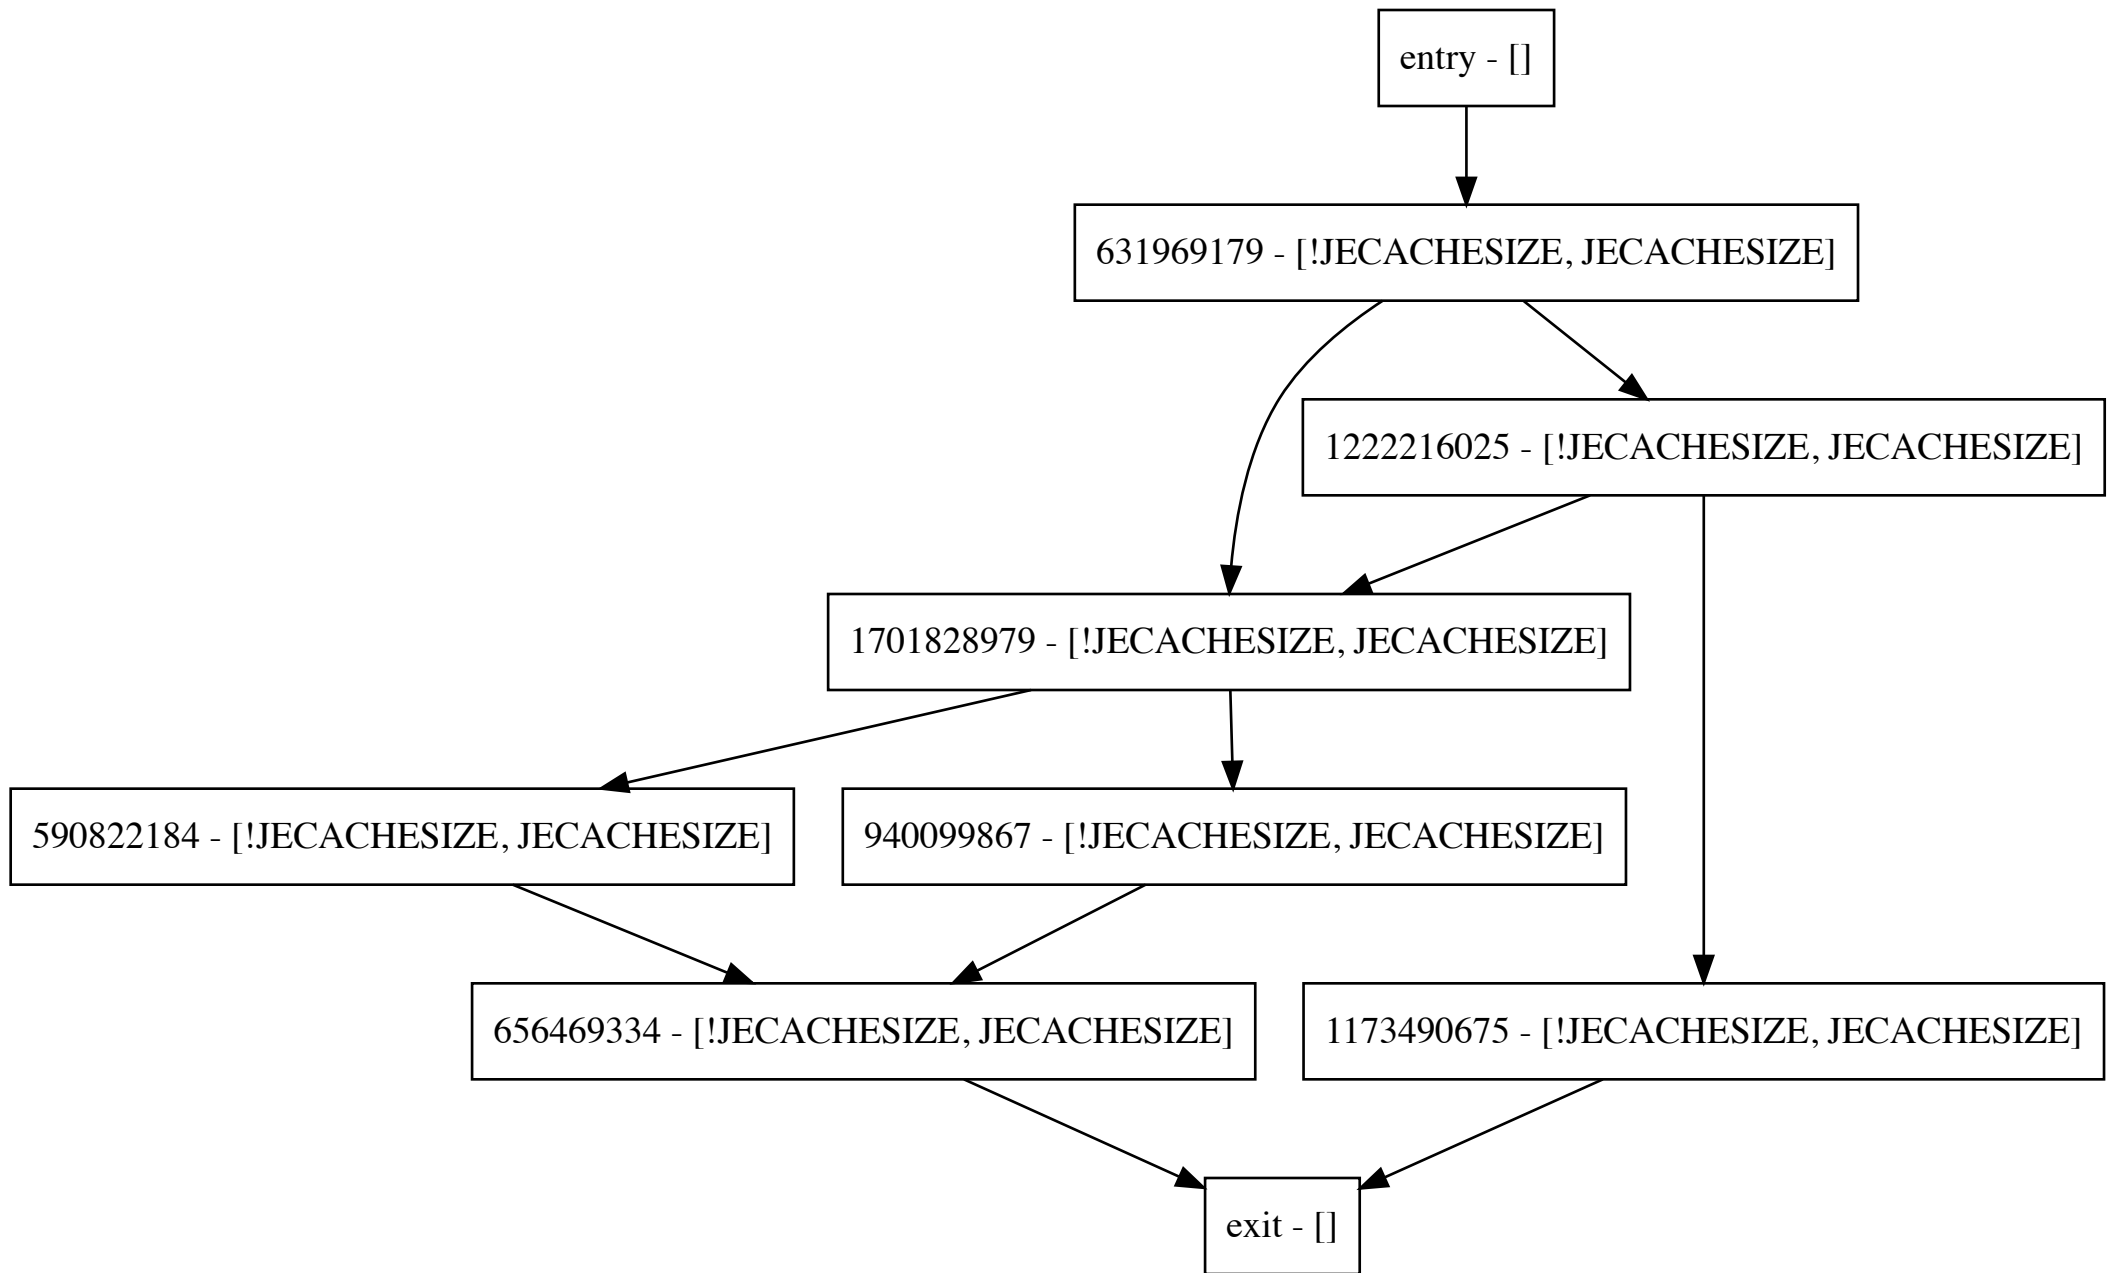 entry - []
631969179 - [!JECACHESIZE, JECACHESIZE]
1222216025 - [!JECACHESIZE, JECACHESIZE]
1701828979 - [!JECACHESIZE, JECACHESIZE]
590822184 - [!JECACHESIZE, JECACHESIZE]
940099867 - [!JECACHESIZE, JECACHESIZE]
656469334 - [!JECACHESIZE, JECACHESIZE]
1173490675 - [!JECACHESIZE, JECACHESIZE]
exit - []